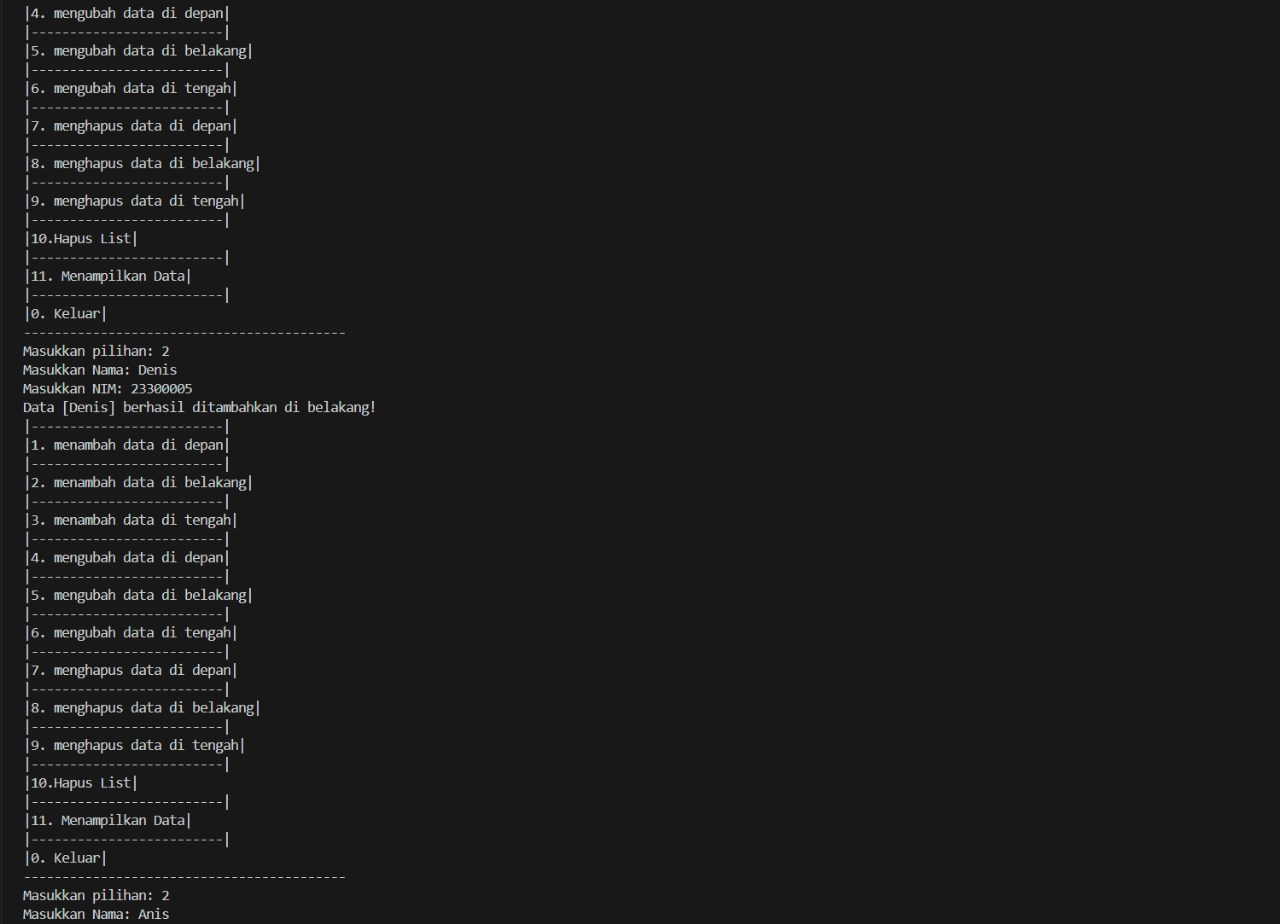 |4. mengubah data di depan|
|-------------------------|
|5. mengubah data di belakang|
|-------------------------|
|6. mengubah data di tengah|
|-------------------------|
|7. menghapus data di depan|
|-------------------------|
|8. menghapus data di belakang|
|-------------------------|
|9. menghapus data di tengah|
|-------------------------|
|10.Hapus List|
|-------------------------|
|11. Menampilkan Data|
|-------------------------|
|0. Keluar|
------------------------------------------
Masukkan pilihan: 2
Masukkan Nama: Denis
Masukkan NIM: 23300005
Data [Denis] berhasil ditambahkan di belakang!
|-------------------------|
|1. menambah data di depan|
|-------------------------|
|2. menambah data di belakang|
|-------------------------|
|3. menambah data di tengah|
|-------------------------|
|4. mengubah data di depan|
|-------------------------|
|5. mengubah data di belakang|
|-------------------------|
|6. mengubah data di tengah|
|-------------------------|
|7. menghapus data di depan|
|-------------------------|
|8. menghapus data di belakang|
|-------------------------|
|9. menghapus data di tengah|
|-------------------------|
|10.Hapus List|
|-------------------------|
|11. Menampilkan Data|
|-------------------------|
|0. Keluar|
------------------------------------------
Masukkan pilihan: 2
Masukkan Nama: Anis